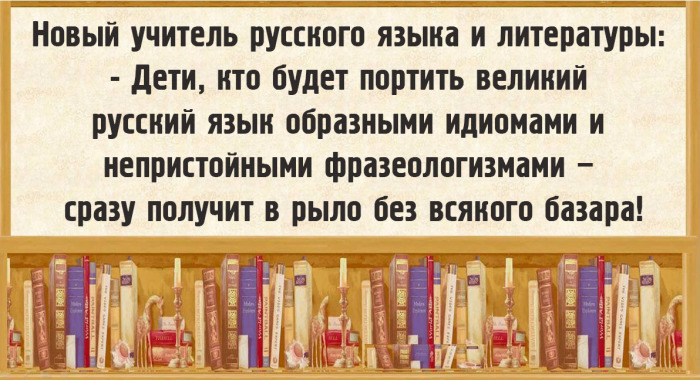 Новый учитель русского языка и литературы:
- Дети, кто будет портить великий
русский язык образными идиомами и
непристойными фразеологизмами –
сразу получит в рыло без всякого базара!